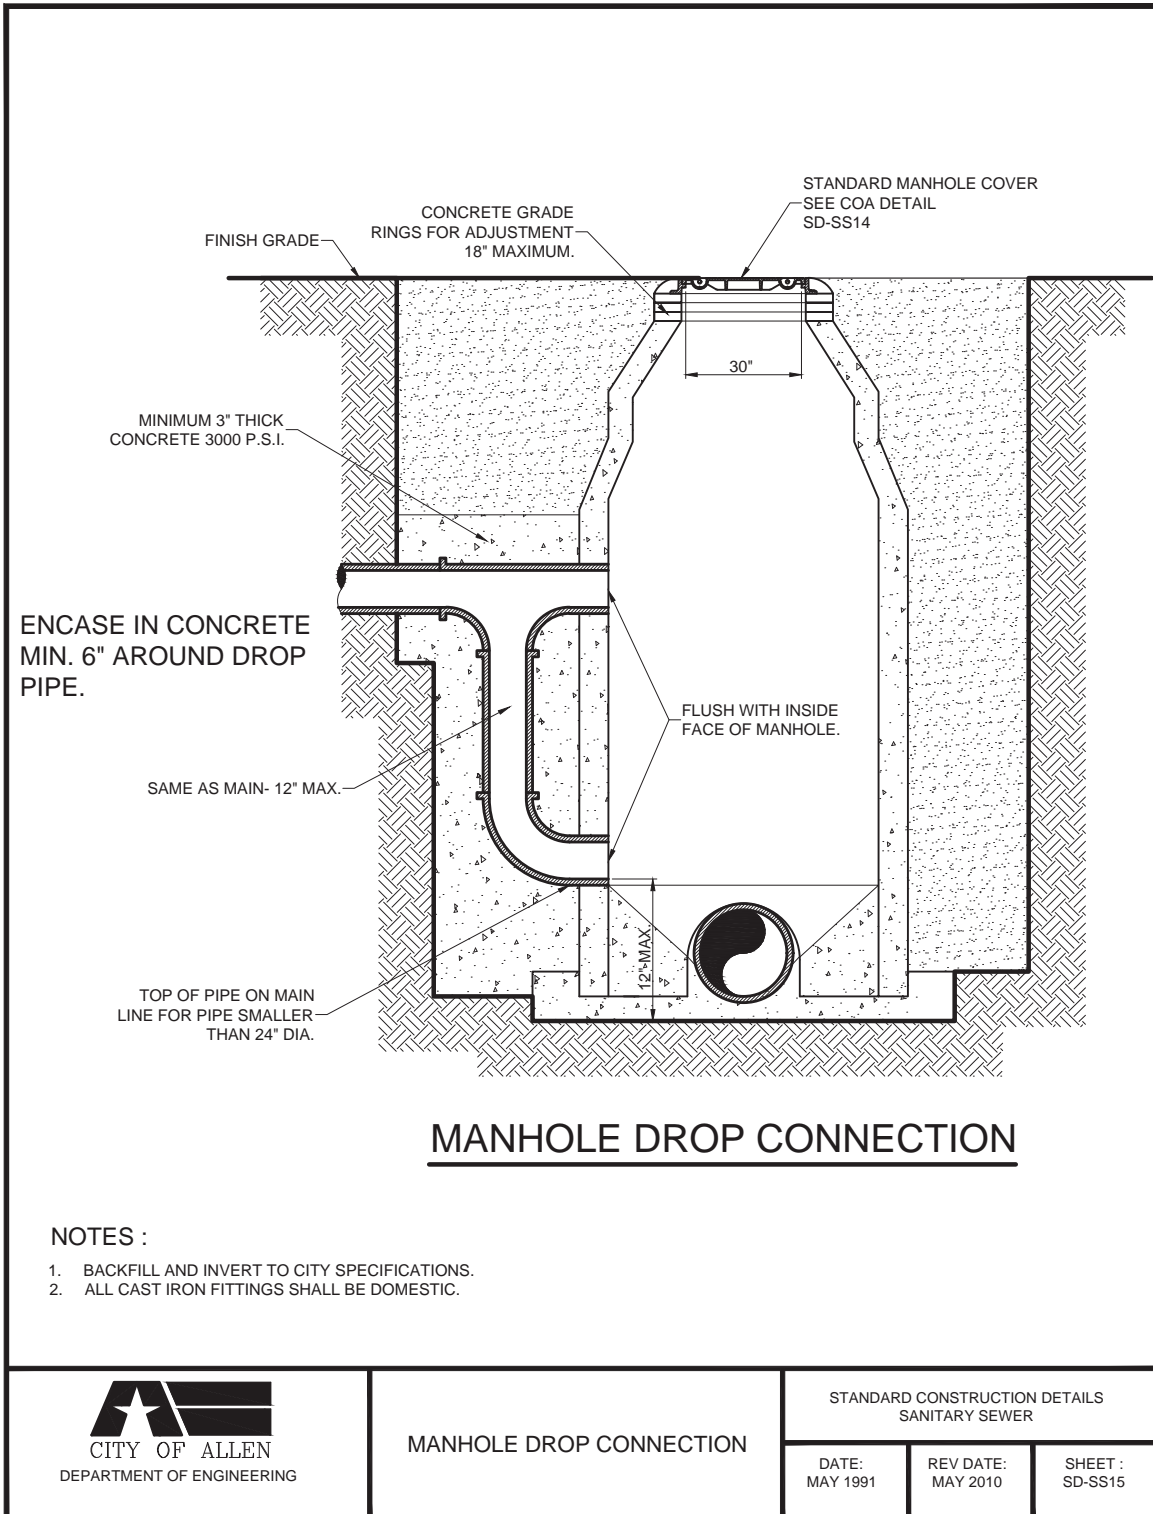 STANDARD MANHOLE COVER
SEE COA DETAIL
SD-SS14
CONCRETE GRADE
RINGS FOR ADJUSTMENT
18" MAXIMUM.
FINISH GRADE
30"
MINIMUM 3" THICK
CONCRETE 3000 P.S.I.
ENCASE IN CONCRETE
MIN. 6" AROUND DROP
PIPE.
FLUSH WITH INSIDE
FACE OF MANHOLE.
SAME AS MAIN- 12" MAX.
12" MAX.
TOP OF PIPE ON MAIN
LINE FOR PIPE SMALLER
THAN 24" DIA.
MANHOLE DROP CONNECTION
NOTES :
1. BACKFILL AND INVERT TO CITY SPECIFICATIONS.
2. ALL CAST IRON FITTINGS SHALL BE DOMESTIC.
CITY OF ALLEN
DEPARTMENT OF ENGINEERING
MANHOLE DROP CONNECTION
STANDARD CONSTRUCTION DETAILS
SANITARY SEWER
DATE:
MAY 1991
REV DATE:
MAY 2010
SHEET :
SD-SS15